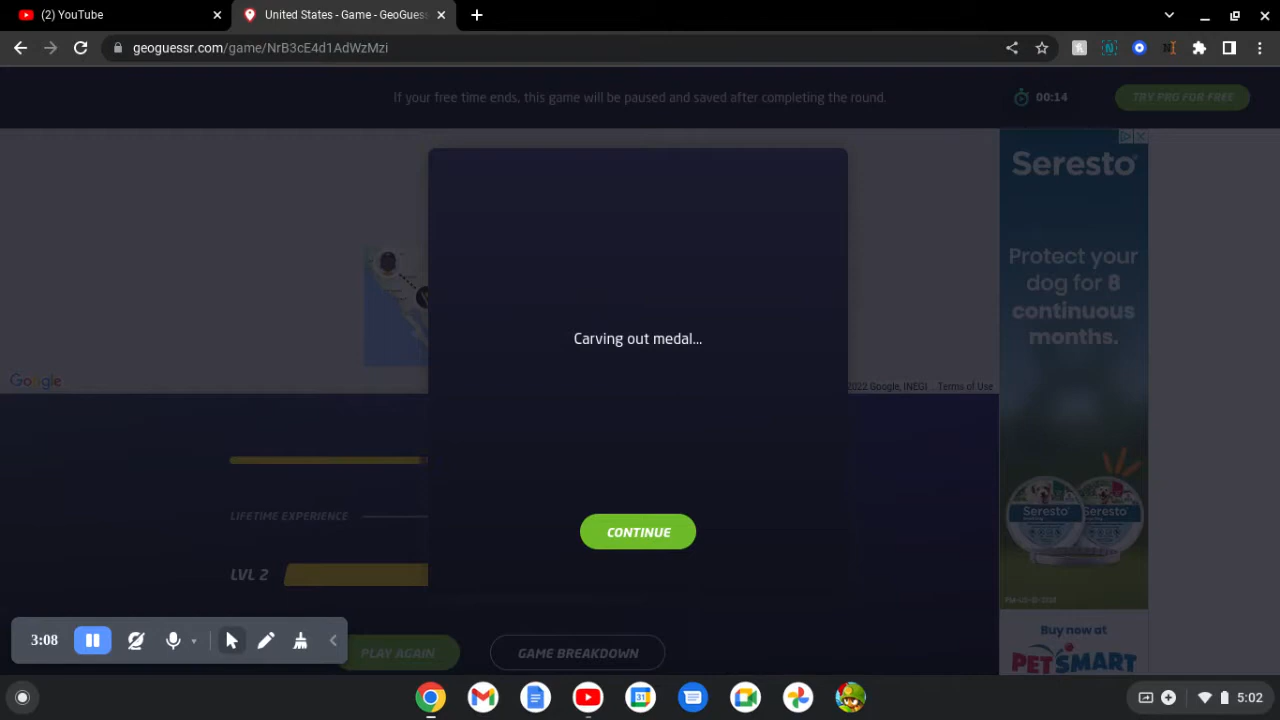 (2) YouTube
United States - Game - GeoGuess
geoguessr.com/game/NrB3cE4d1AdWzMzi
If your free time ends, this game will be paused and saved after completing the round.
00:14
TRY PRO FOR FREE
Seresto
Protect your
dog for 8
continuous
months.
Carving out medal...
Google
2022 Google, INEGI
Terms of Use
LIFETIME EXPERIENCE
CONTINUE
LVL 2
Buy now at
PETSMART
3:08
PLAY AGAIN
GAME BREAKDOWN
31
5:02